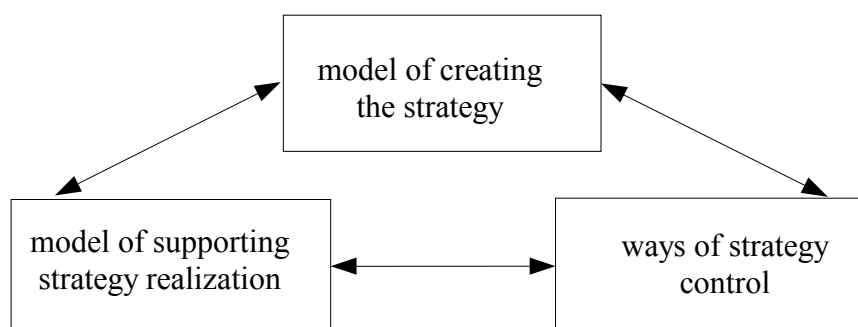 model of creating
the strategy
model of supporting
strategy realization
ways of strategy
control